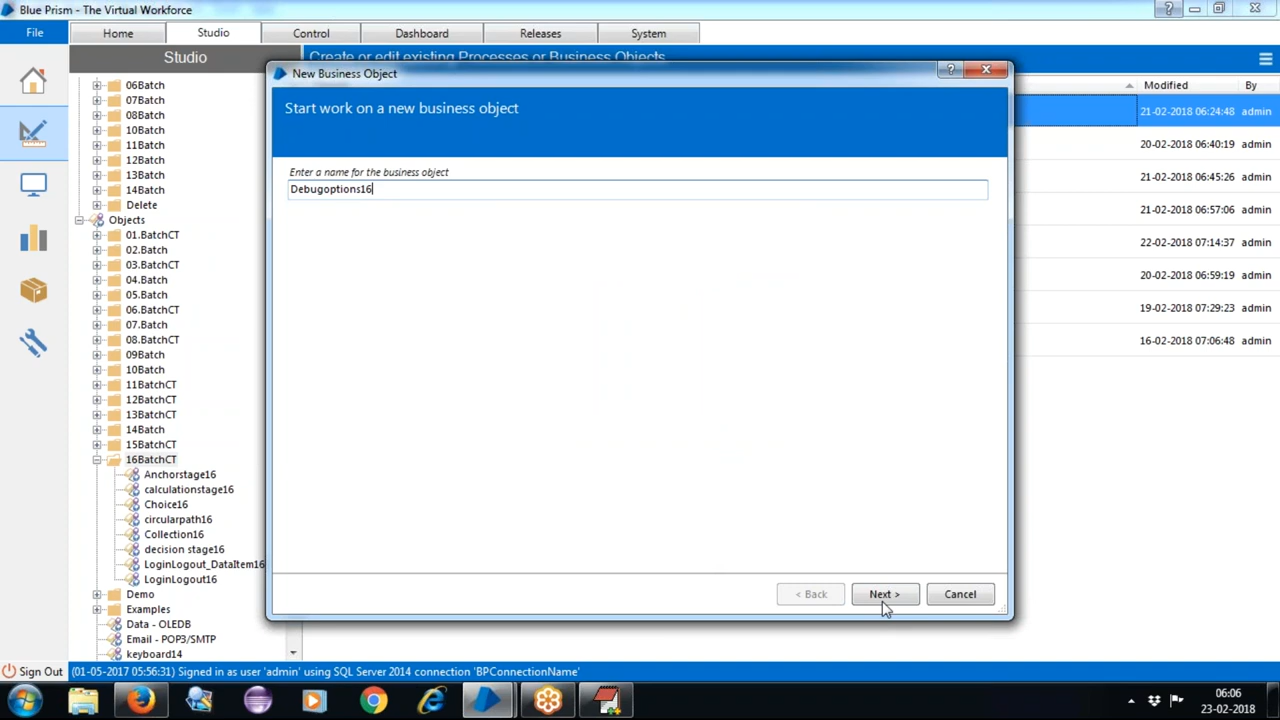 Blue Prism - The Virtual Workforce
File
Home
Studio
Control
Dashboard
Releases
System
Studio
Create or edit existing Processes or Business Objects
06Batch
07Batch
08Batch
10Batch
11Batch
12Batch
13Batch
14Batch
Delete
Objects
01.BatchCT
02.Batch
03.BatchCT
04.Batch
05.Batch
06.BatchCT
07.Batch
08.BatchCT
09Batch
10Batch
11BatchCT
12BatchCT
13BatchCT
14Batch
15BatchCT
16BatchCT
Anchorstage16
calculationstage16
Choice16
circularpath16
Collection16
decision stage16
LoginLogout_DataItem16
LoginLogout16
Demo
Examples
Data - OLEDB
Email - POP3/SMTP
keyboard14
New Business Object
Start work on a new business object
Enter a name for the business object
Debugoptions16
< Back
Next >
Cancel
Modified By
21-02-2018 06:24:48 admin
20-02-2018 06:40:19 admin
20-02-2018 06:45:26 admin
21-02-2018 06:57:06 admin
22-02-2018 07:14:37 admin
20-02-2018 06:59:19 admin
19-02-2018 07:29:23 admin
16-02-2018 07:06:48 admin
Sign Out
(01-05-2017 05:56:31) Signed in as user 'admin' using SQL Server 2014 connection 'BPConnectionName'
06:06
23-02-2018